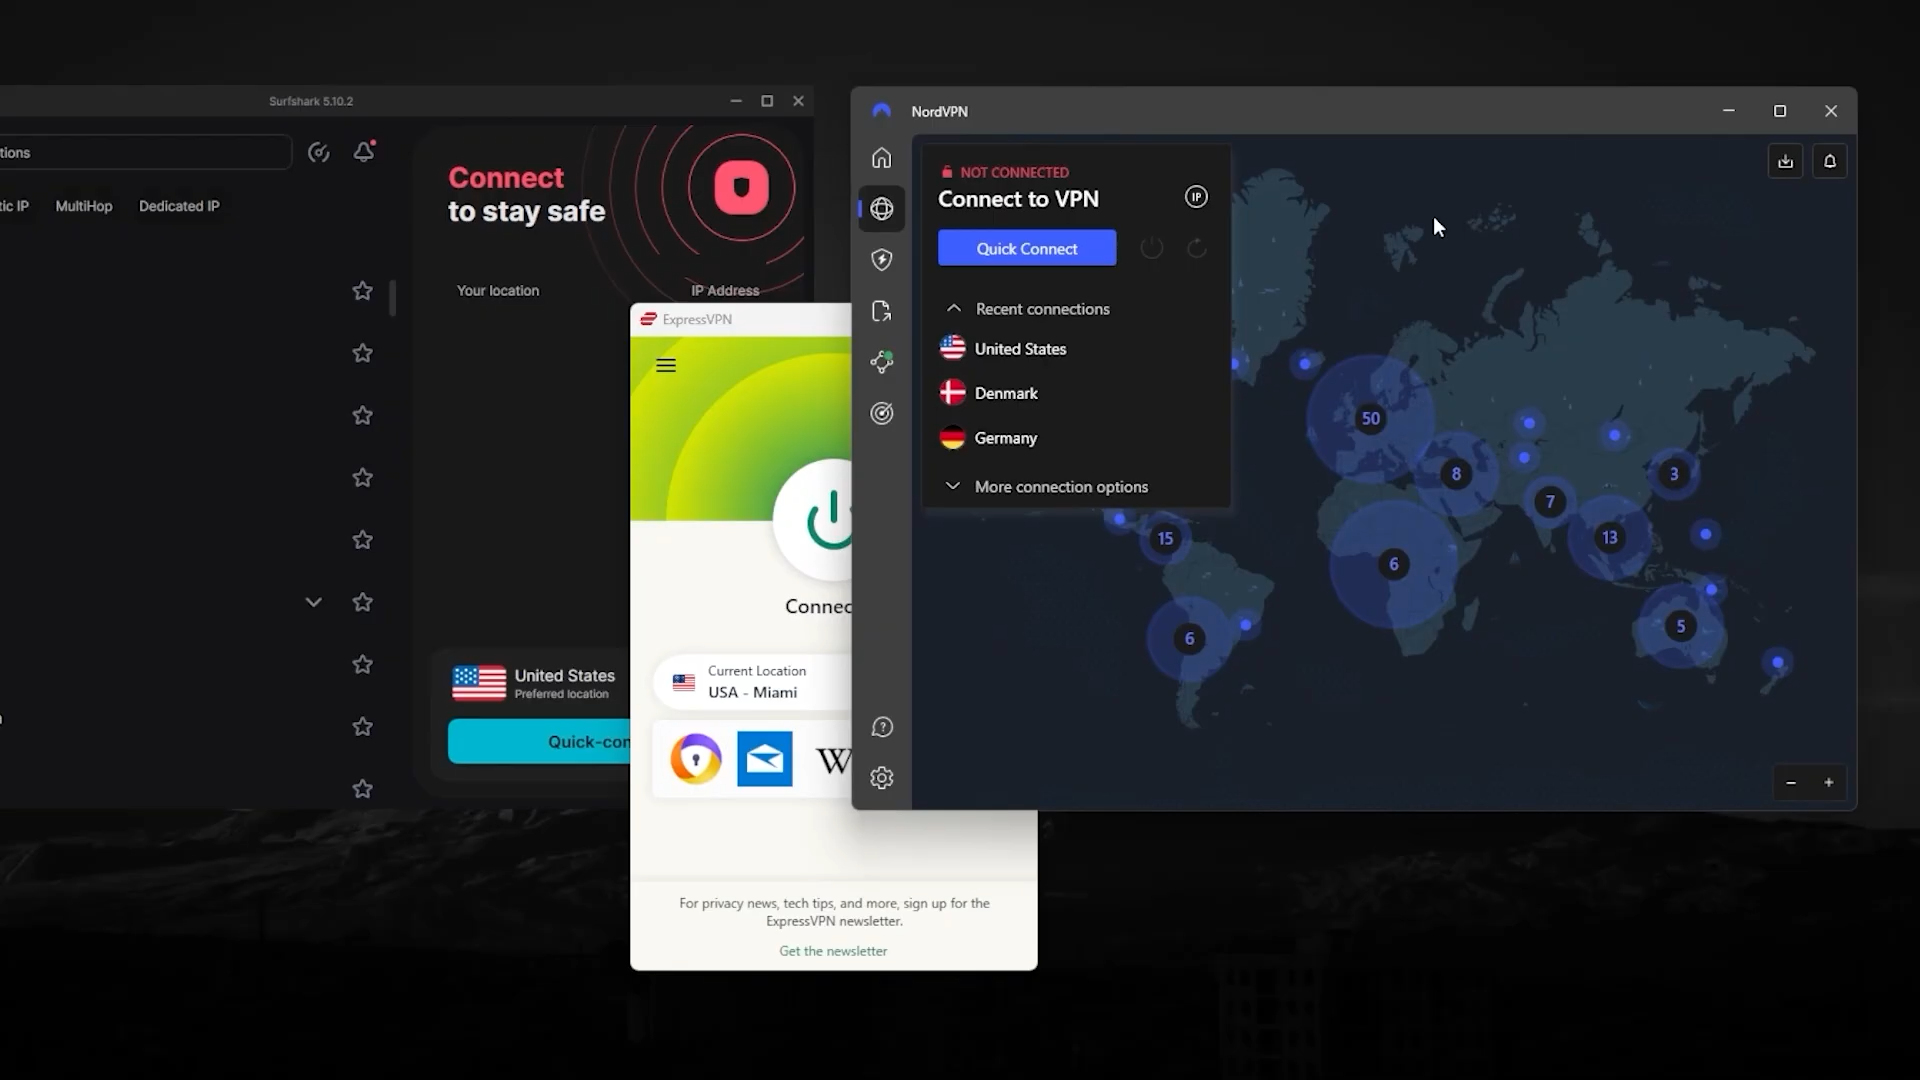 Surfshark 5.10.2
tions
tic IP
MultiHop
Dedicated IP
Connect
to stay safe
Your location
IP Address
United States
Preferred location
Quick-con
ExpressVPN
Connec
Current Location
USA - Miami
W
For privacy news, tech tips, and more, sign up for the
ExpressVPN newsletter.
Get the newsletter
NordVPN
NOT CONNECTED
Connect to VPN
IP
Quick Connect
Recent connections
United States
Denmark
Germany
More connection options
50
8
7
3
15
13
6
6
5